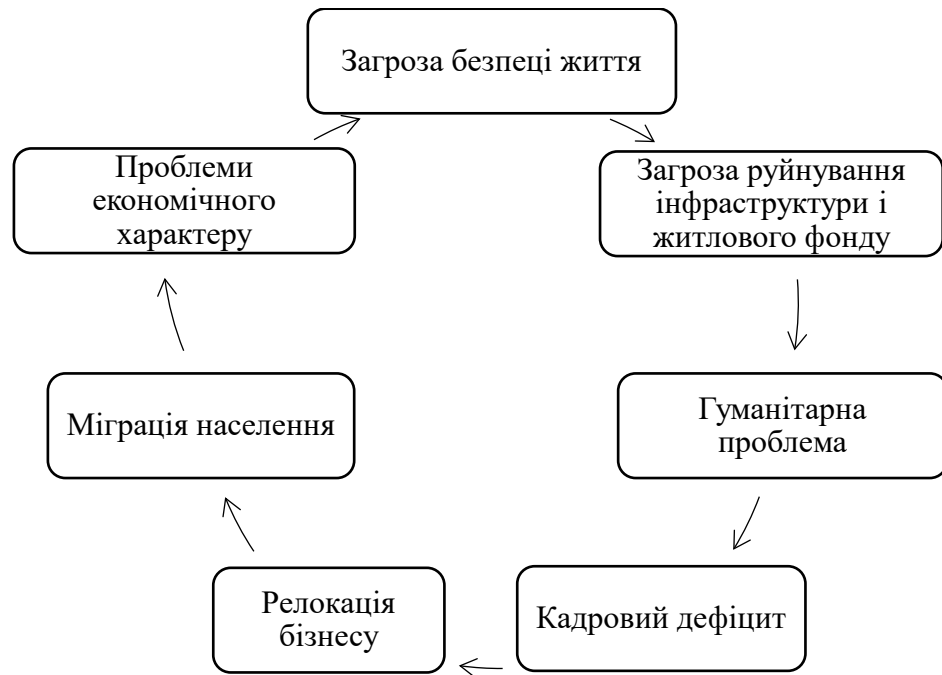 Загроза безпеці життя
Загроза руйнування
інфраструктури і
житлового фонду
Гуманітарна
проблема
Кадровий дефіцит
Релокація
бізнесу
Міграція населення
Проблеми
економічного
характеру